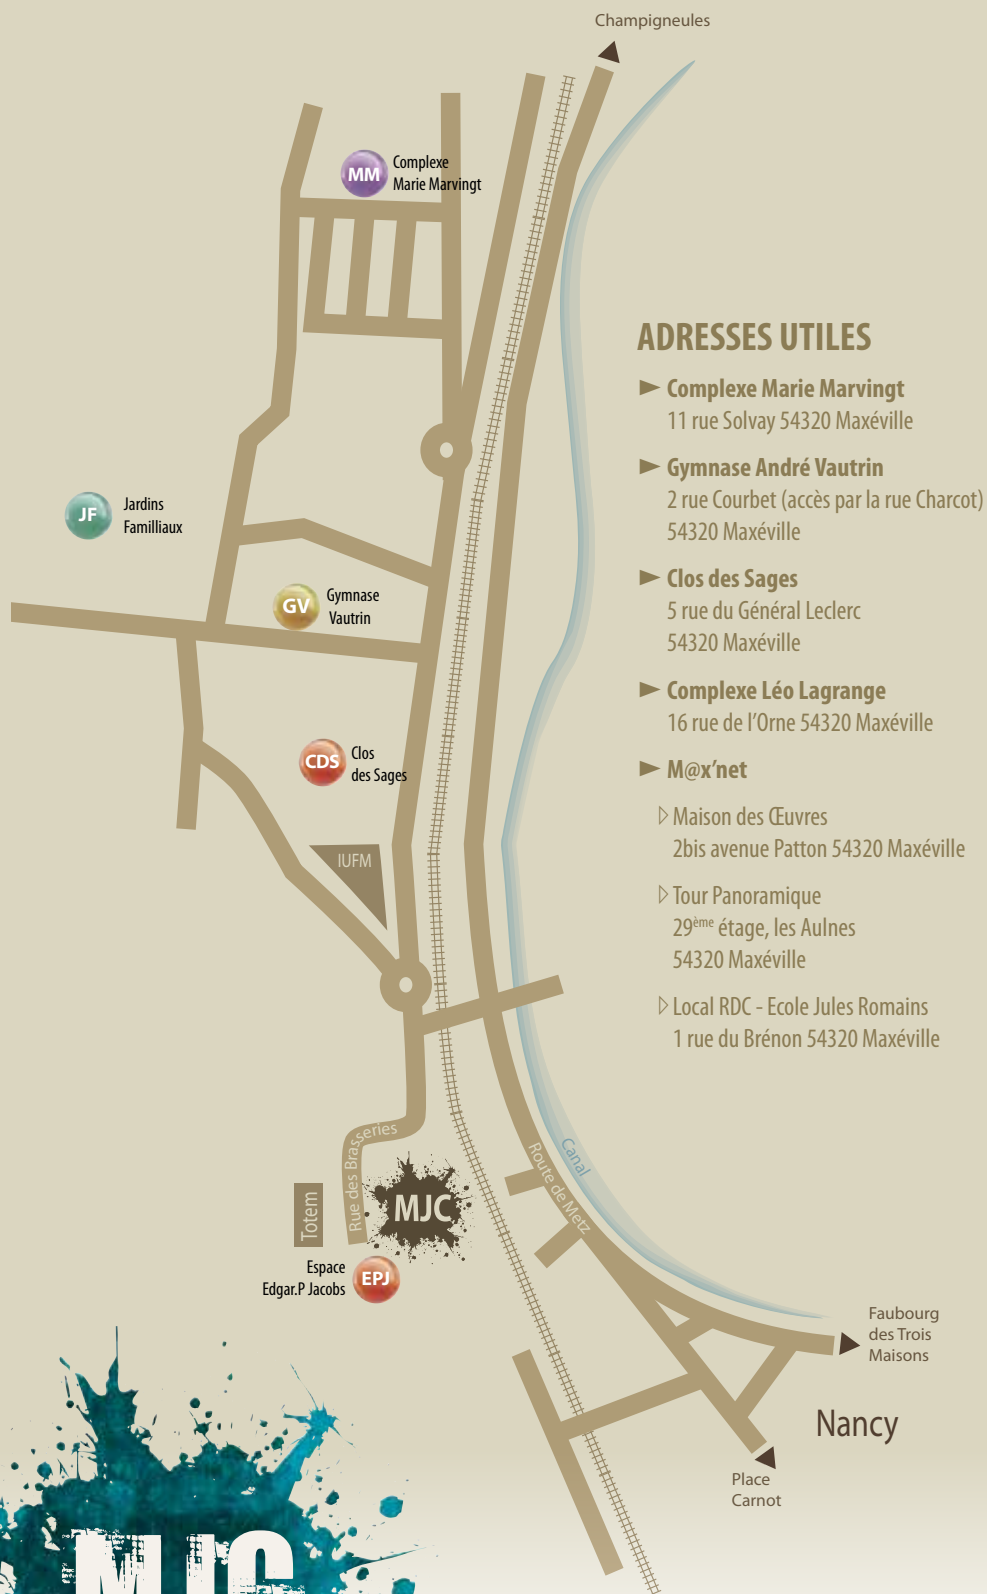 Champigneules
MM
Complexe
Marie Marvingt
ADRESSES UTILES
Complexe Marie Marvingt
11 rue Solvay 54320 Maxéville
Gymnase André Vautrin
2 rue Courbet (accès par la rue Charcot)
54320 Maxéville
Clos des Sages
5 rue du Général Leclerc
54320 Maxéville
Complexe Léo Lagrange
16 rue de l’Orne 54320 Maxéville
M@x’net
Maison des Œuvres
2bis avenue Patton 54320 Maxéville
Tour Panoramique
29ème étage, les Aulnes
54320 Maxéville
Local RDC - Ecole Jules Romains
1 rue du Brénon 54320 Maxéville
JF
Jardins
Familliaux
GV
Gymnase
Vautrin
CDS
Clos
des Sages
IUFM
Rue des Brasseries
Totem
MJC
Espace
Edgar.P Jacobs
EPJ
Canal
Route de Metz
Faubourg
des Trois
Maisons
Nancy
Place
Carnot
MJC